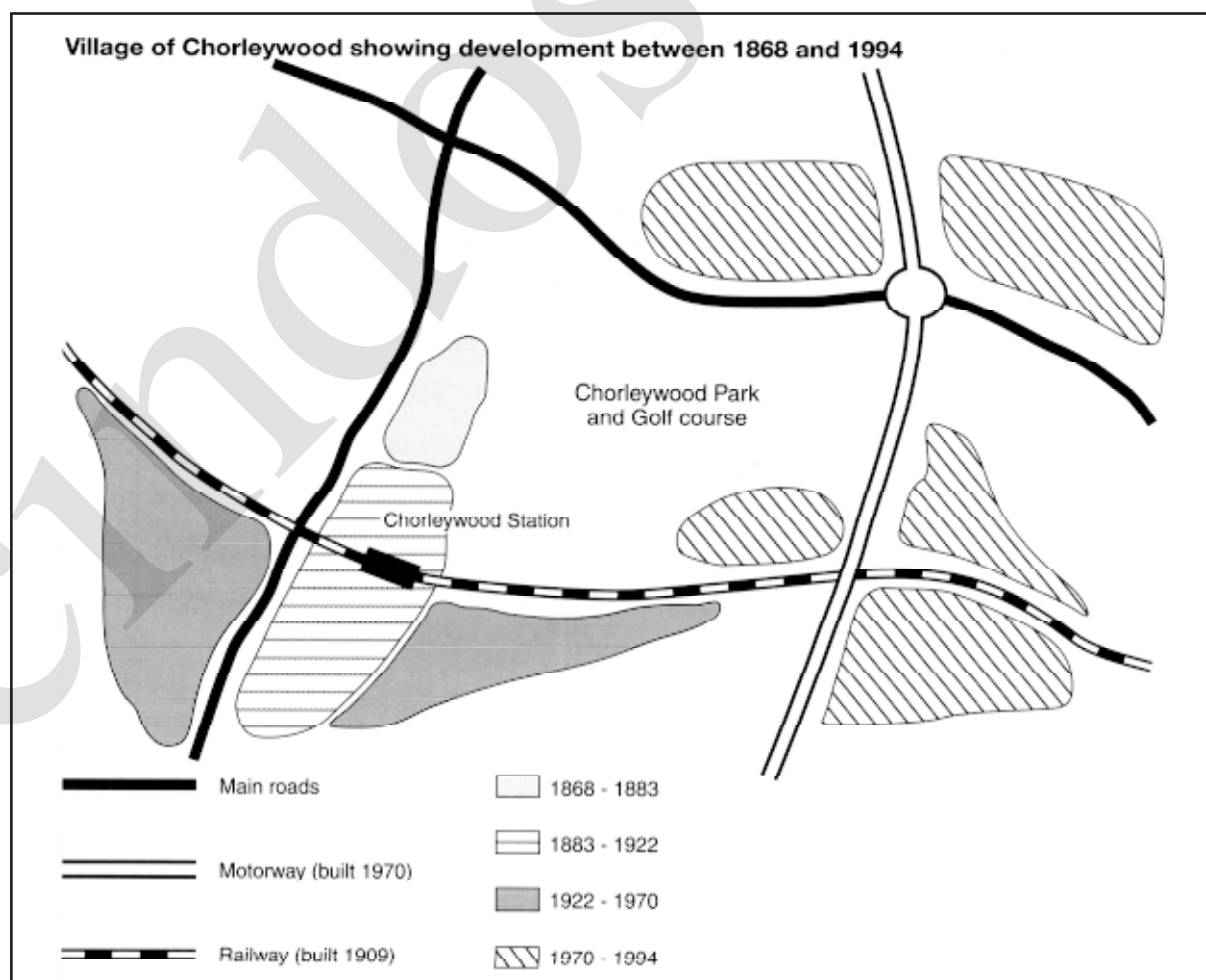 Village of Chorleywood showing development between 1868 and 1994
Chorleywood Park
and Golf course
Chorleywood Station
Main roads
Motorway (built 1970)
Railway (built 1909)
1868 - 1883
1883 - 1922
1922 - 1970
1970 - 1994